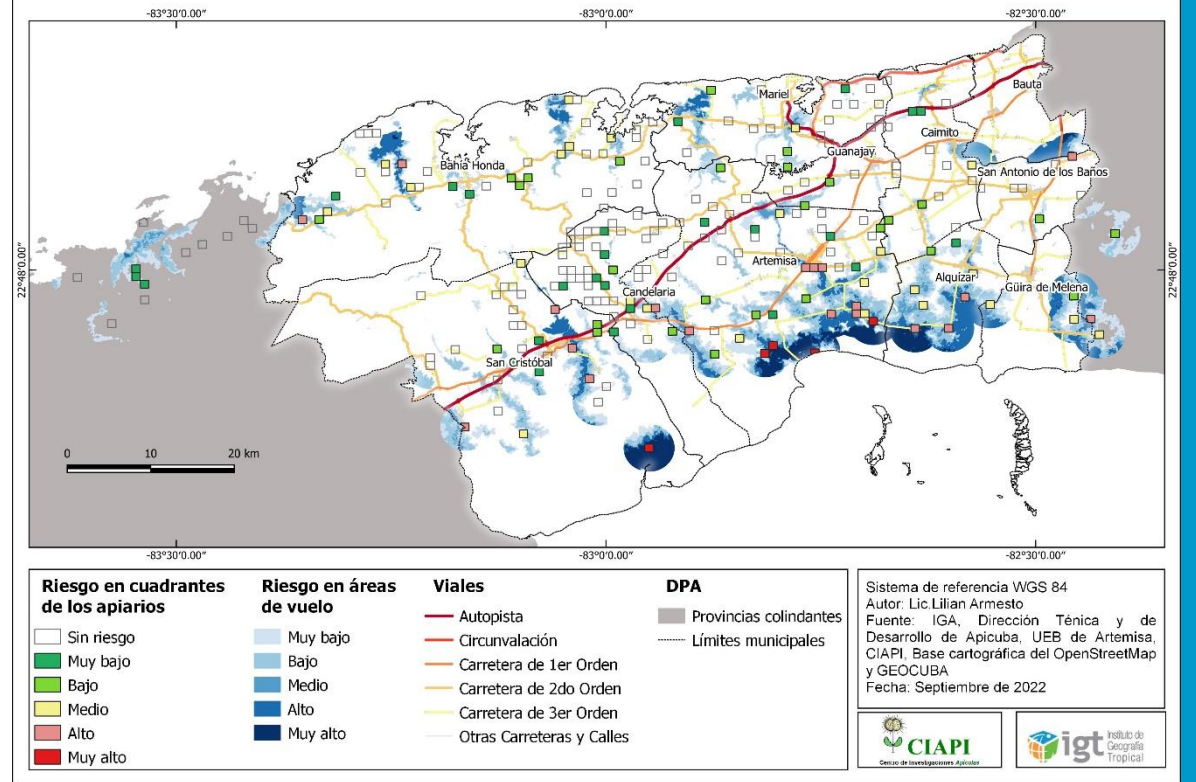 -83°30'0.00"
-83°0'0.00"
-82°30'0.00"
22°48'0.00"
22°48'0.00"
Bauta
Mariel
Caimito
Guanajay
Bahía Honda
San Antonio de los Baños
Artemisa
Alquízar
Güira de Melena
Candelaria
San Cristóbal
0 10 20 km
-83°30'0.00"
-83°0'0.00"
-82°30'0.00"
Riesgo en cuadrantes
de los apiarios
Sin riesgo
Muy bajo
Bajo
Medio
Alto
Muy alto
Riesgo en áreas
de vuelo
Muy bajo
Bajo
Medio
Alto
Muy alto
Viales
Autopista
Circunvalación
Carretera de 1er Orden
Carretera de 2do Orden
Carretera de 3er Orden
Otras Carreteras y Calles
DPA
Provincias colindantes
Límites municipales
Sistema de referencia WGS 84
Autor: Lic.Lilian Armesto
Fuente: IGA, Dirección Ténica y de
Desarrollo de Apicuba, UEB de Artemisa,
CIAPI, Base cartográfica del OpenStreetMap
y GEOCUBA
Fecha: Septiembre de 2022
CIAPI
Centro de Investigaciones Apícolas
igt
Instituto de
Geografía
Tropical